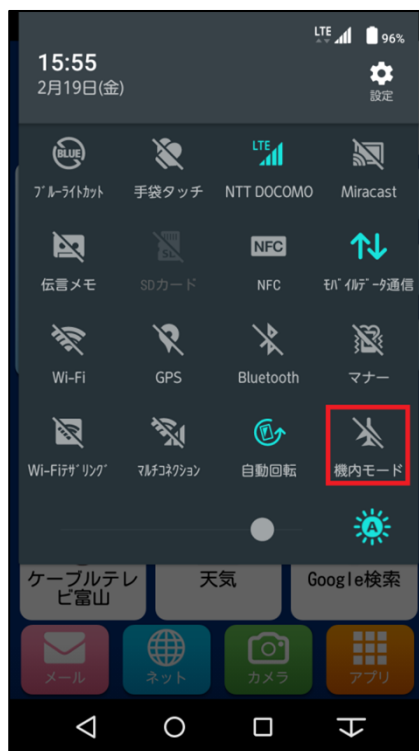 LTE
96%
15:55
2月19日(金)
設定
BLUE
LTE
ﾌﾞﾙｰﾗｲﾄｶｯﾄ
手袋タッチ
NTT DOCOMO
Miracast
SD
NFC
伝言メモ
SDカード
NFC
ﾓﾊﾞｲﾙﾃﾞｰﾀ通信
Wi-Fi
GPS
Bluetooth
マナー
Wi-Fiﾃｻﾞﾘﾝｸﾞ
ﾏﾙﾁｺﾈｸｼｮﾝ
自動回転
機内モード
A
ケーブルテレ
ビ富山
天気
Google検索
メール
ネット
カメラ
アプリ